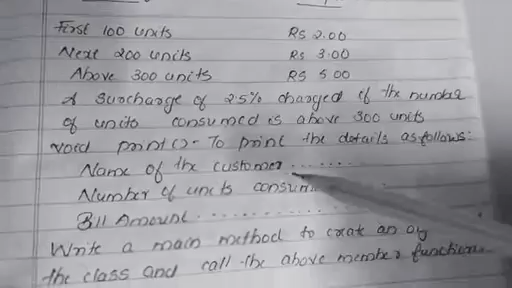 First 100 units Rs 2.00
Next 200 units Rs 3.00
Above 300 units Rs 5.00
A surcharge of 2.5% charged if the number
of units consumed is above 300 units
void print()- To print the details as follows:
Name of the customer .......
Number of units
Bill Amount ..............
Write a main method to create an
the class and call the above member functions